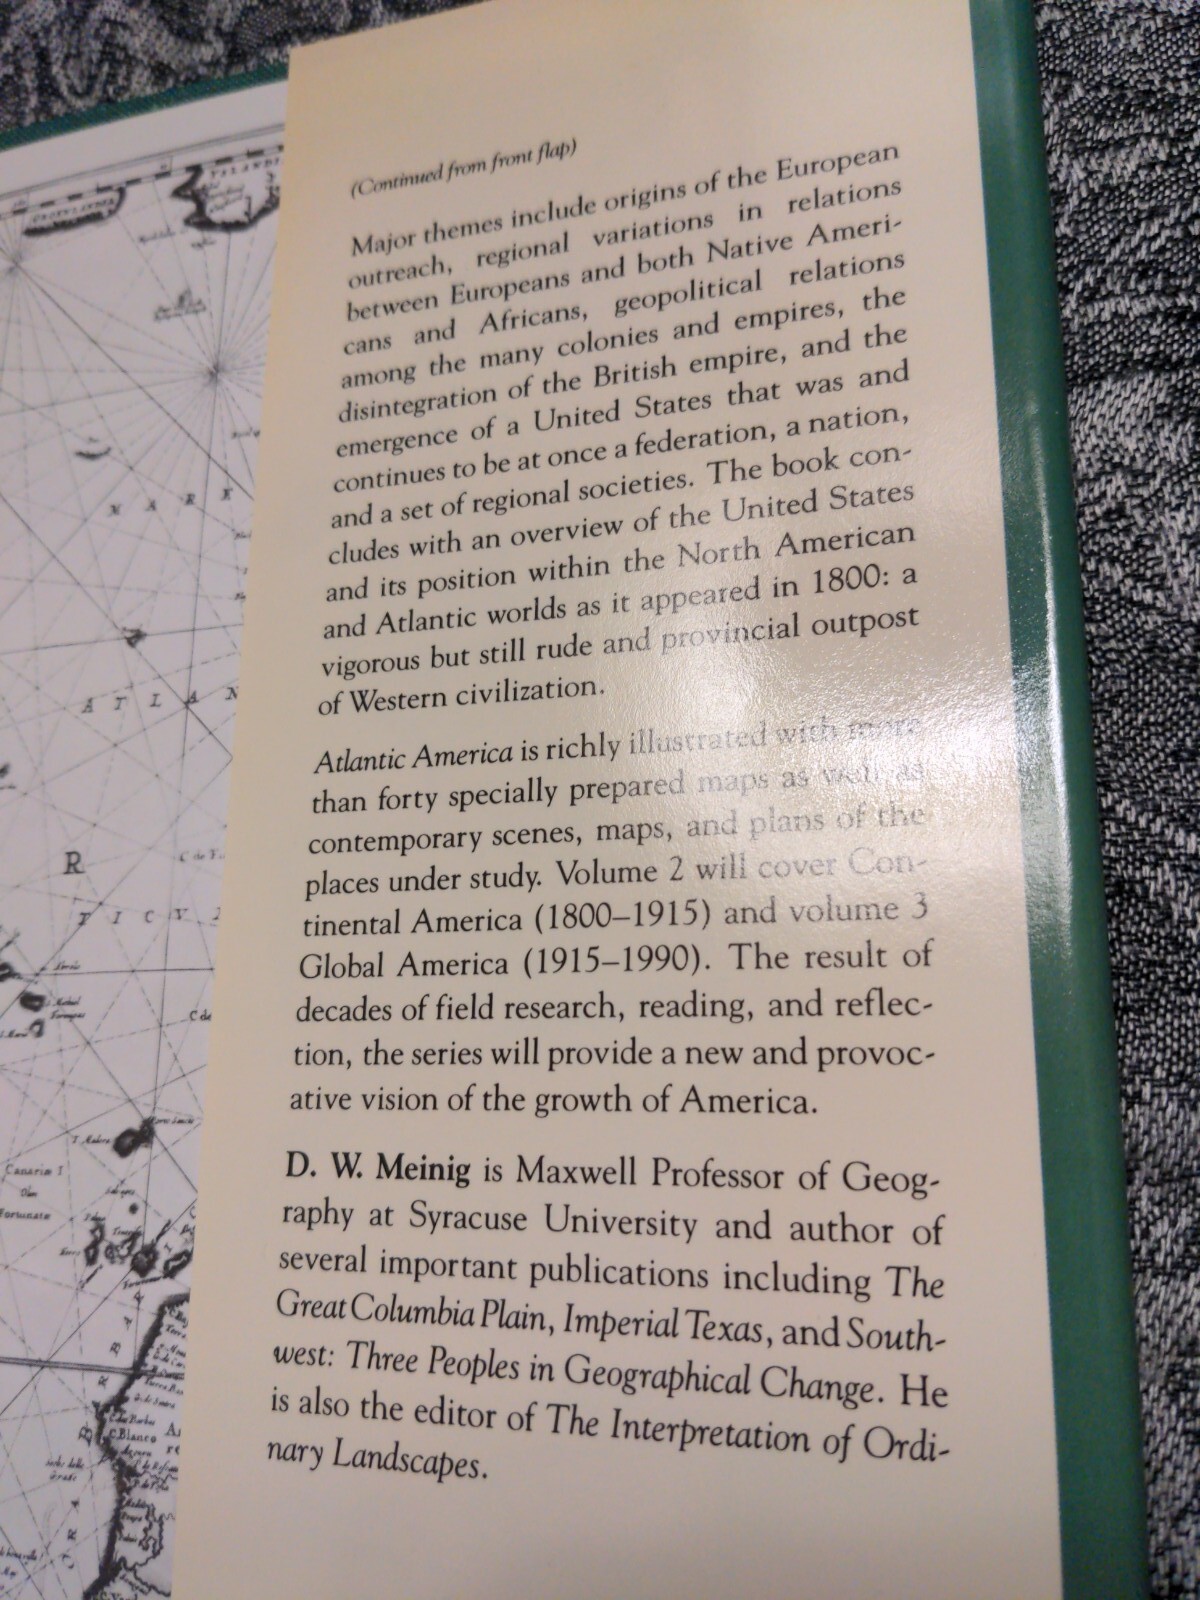 (Continued from front flap)
Major themes include origins of the European
outreach, regional variations in relations
between Europeans and both Native Ameri-
cans and Africans, geopolitical relations
among the many colonies and empires, the
disintegration of the British empire, and the
emergence of a United States that was and
continues to be at once a federation, a nation,
and a set of regional societies. The book con-
cludes with an overview of the United States
and its position within the North American
and Atlantic worlds as it appeared in 1800: a
vigorous but still rude and provincial outpost
of Western civilization.
Atlantic America is richly illustrated with more
than forty specially prepared maps as well as
contemporary scenes, maps, and plans of the
places under study. Volume 2 will cover Con-
tinental America (1800–1915) and volume 3
Global America (1915–1990). The result of
decades of field research, reading, and reflec-
tion, the series will provide a new and provoc-
ative vision of the growth of America.
D. W. Meinig is Maxwell Professor of Geog-
raphy at Syracuse University and author of
several important publications including The
Great Columbia Plain, Imperial Texas, and South-
west: Three Peoples in Geographical Change. He
is also the editor of The Interpretation of Ordi-
nary Landscapes.
MARE
ATLAN
R
TICVM
Canariæ I
Olim
Fortunatæ
C Blanco